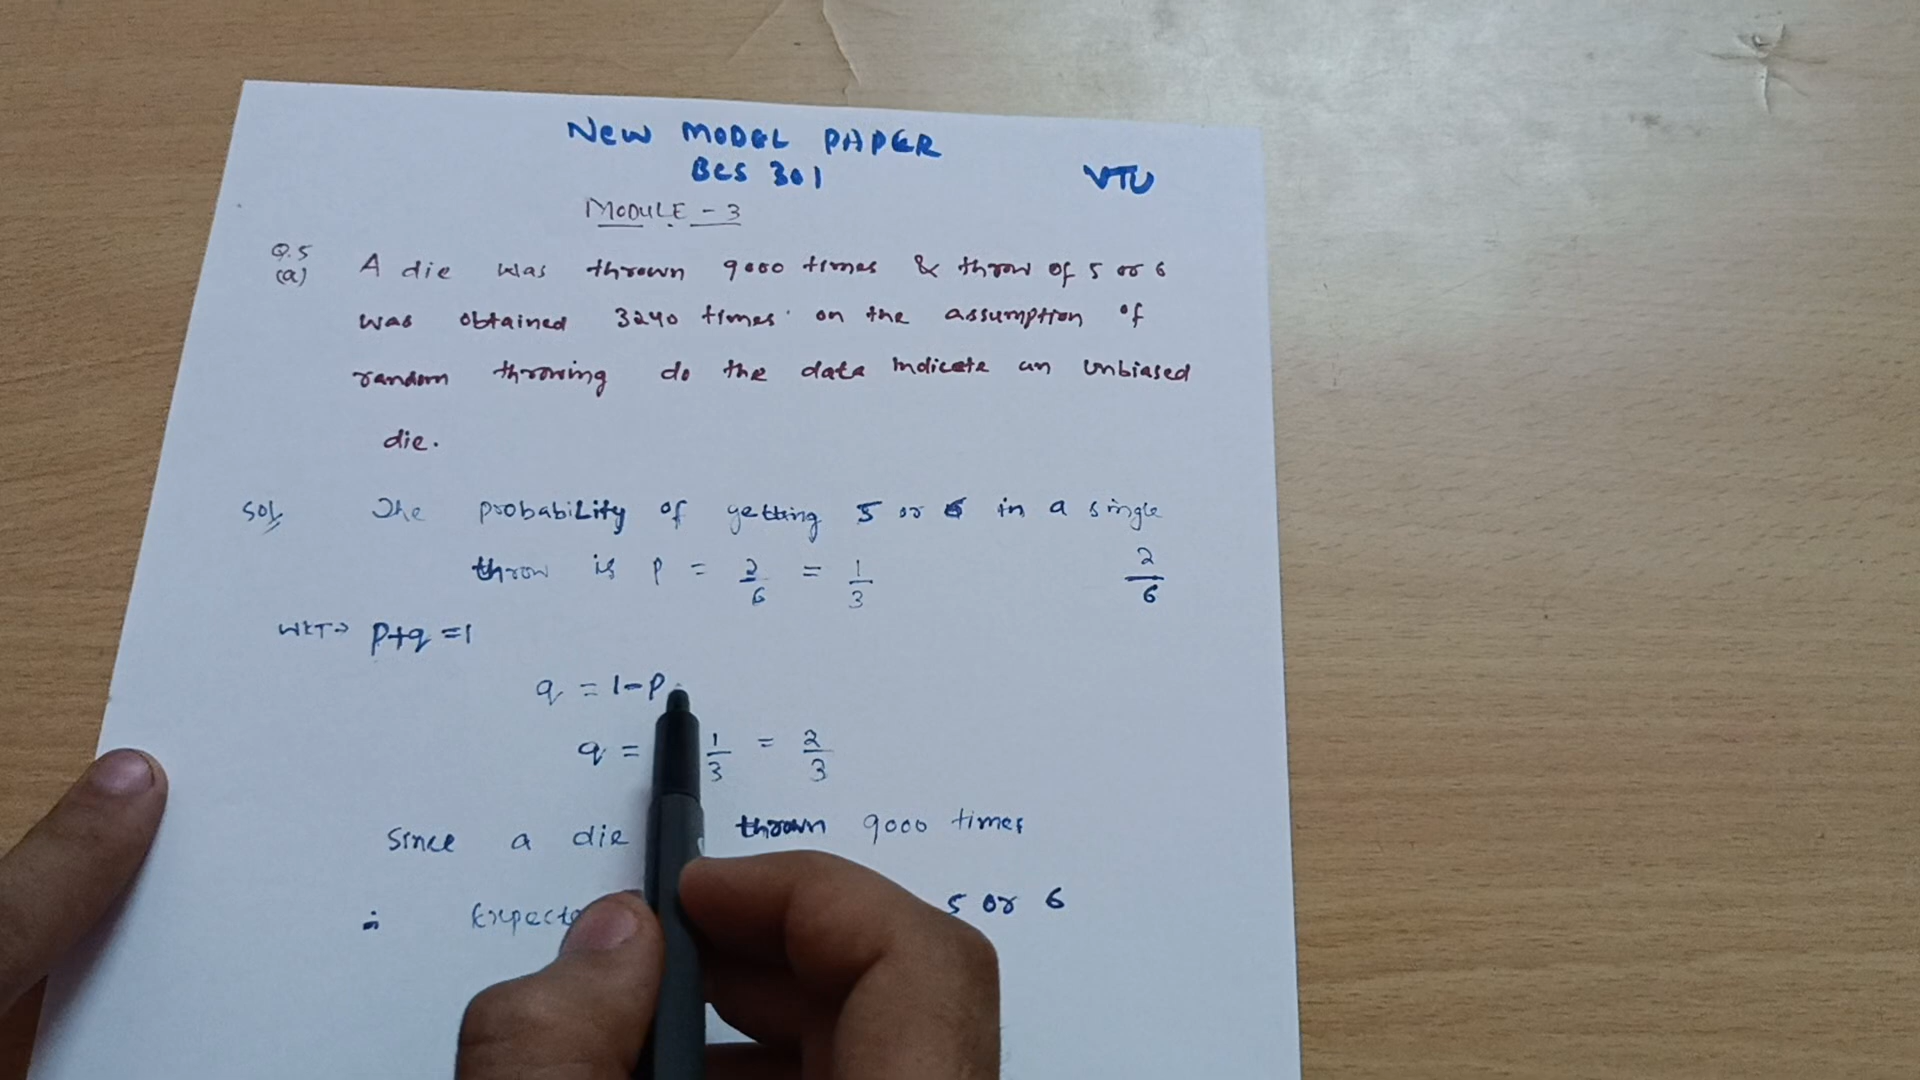 NEW MODEL PAPER
BCS 301
VTU
MODULE - 3
Q.5
(a) A die was thrown 9000 times & throw of 5 or 6
was obtained 3240 times. on the assumption of
random throwing do the data indicate an unbiased
die.
Sol The probability of getting 5 or 6 in a single
throw is P = 2/6 = 1/3
2/6
WKT→ p+q =1
q = 1-P
q = 1/3 = 2/3
Since a die thrown 9000 times
∴ 5 or 6